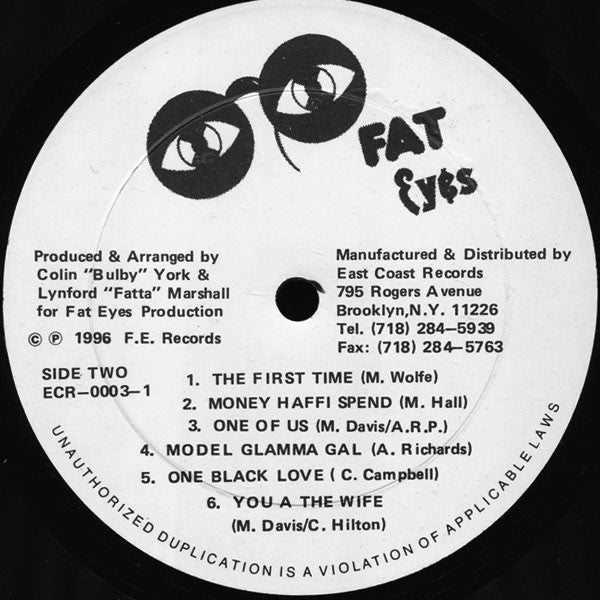 FAT
Eyes
Produced & Arranged by
Colin "Bulby" York &
Lynford "Fatta" Marshall
for Fat Eyes Production
© ℗ 1996 F.E. Records
Manufactured & Distributed by
East Coast Records
795 Rogers Avenue
Brooklyn,N.Y. 11226
Tel. (718) 284–5939
Fax: (718) 284–5763
SIDE TWO
ECR–0003–1
1. THE FIRST TIME (M. Wolfe)
2. MONEY HAFFI SPEND (M. Hall)
3. ONE OF US (M. Davis/A.R.P.)
4. MODEL GLAMMA GAL (A. Richards)
5. ONE BLACK LOVE ( C. Campbell)
6. YOU A THE WIFE
(M. Davis/C. Hilton)
UNAUTHORIZED DUPLICATION IS A VIOLATION OF APPLICABLE LAWS